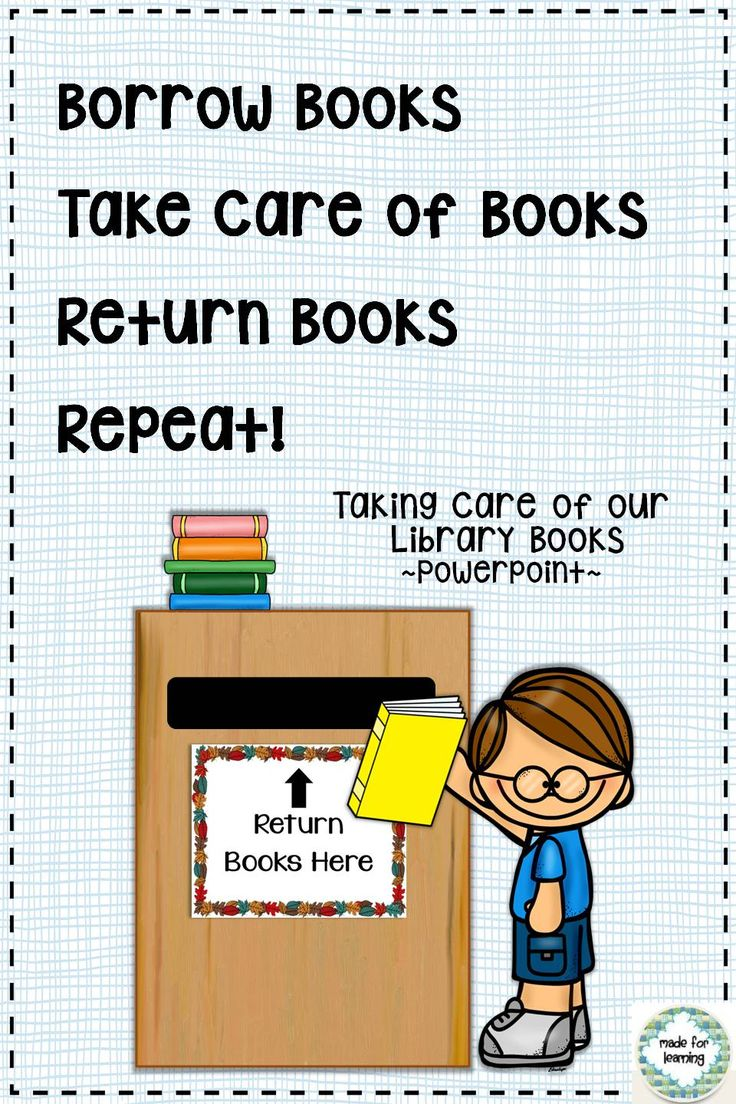 Borrow Books
Take Care of Books
Return Books
Repeat!
Taking Care of our
Library Books
~Powerpoint~
Return
Books Here
made for
learning